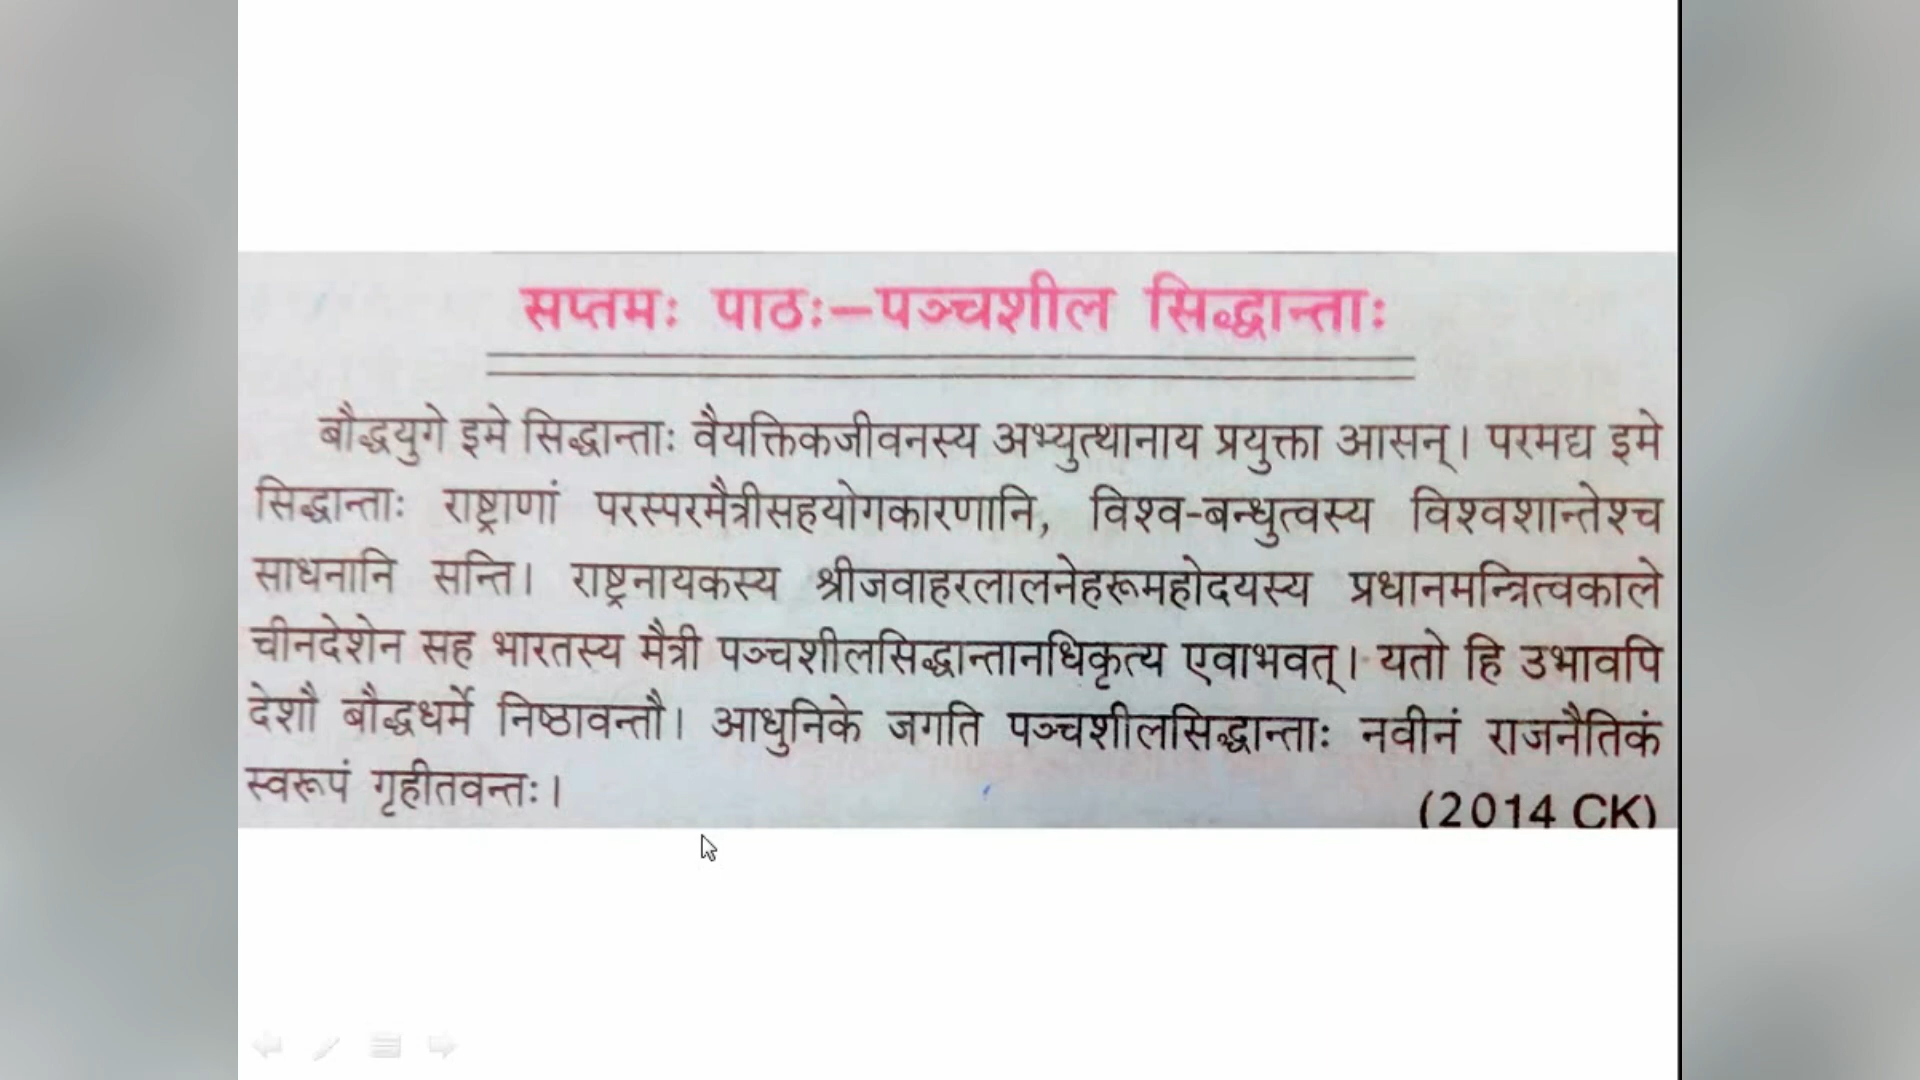 सप्तमः पाठः—पञ्चशील सिद्धान्ताः
बौद्धयुगे इमे सिद्धान्ताः वैयक्तिकजीवनस्य अभ्युत्थानाय प्रयुक्ता आसन्। परमद्य इमे
सिद्धान्ताः राष्ट्राणां परस्परमैत्रीसहयोगकारणानि, विश्व-बन्धुत्वस्य विश्वशान्तेश्च
साधनानि सन्ति। राष्ट्रनायकस्य श्रीजवाहरलालनेहरूमहोदयस्य प्रधानमन्त्रित्वकाले
चीनदेशेन सह भारतस्य मैत्री पञ्चशीलसिद्धान्तानधिकृत्य एवाभवत्। यतो हि उभावपि
देशौ बौद्धधर्मे निष्ठावन्तौ। आधुनिके जगति पञ्चशीलसिद्धान्ताः नवीनं राजनैतिकं
स्वरूपं गृहीतवन्तः।
(2014 CK)